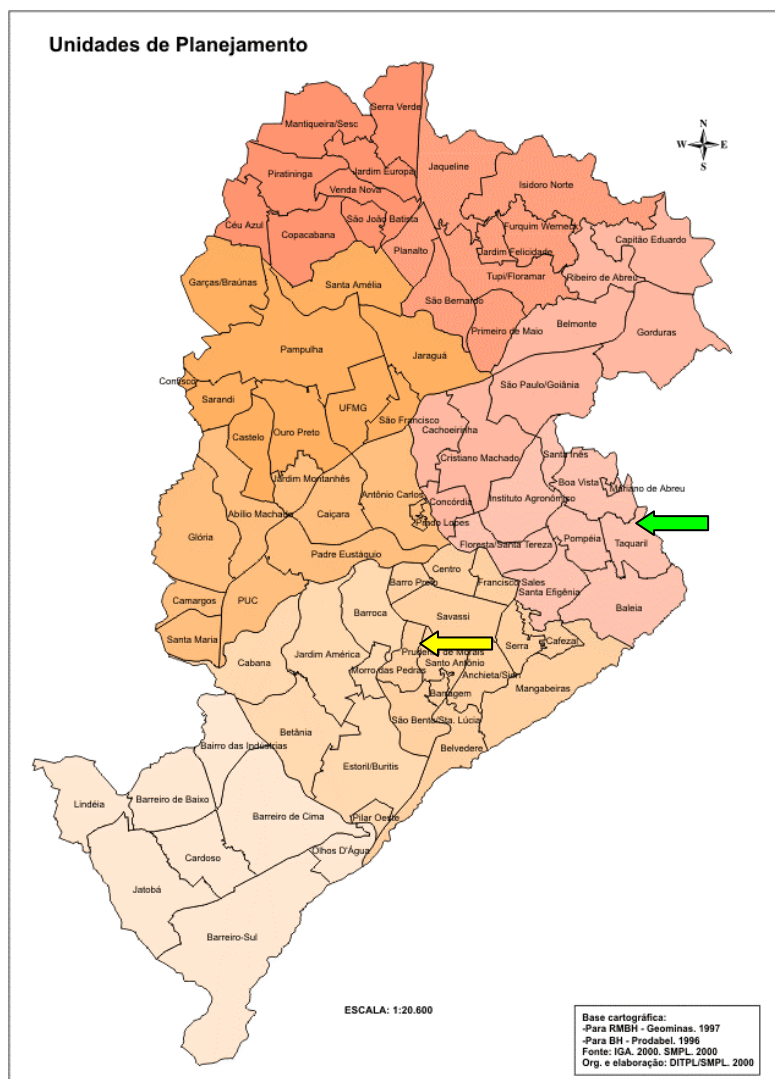 Unidades de Planejamento
Serra Verde
Mantiqueira/Sesc
N
W E
S
Jaqueline
Jardim Europa
Piratininga
Isidoro Norte
Venda Nova
São João Batista
Furquim Werneck
Céu Azul
Copacabana
Capitão Eduardo
Planalto
Jardim Felicidade
Tupi/Floramar
Ribeiro de Abreu
Garças/Braúnas
Santa Amélia
São Bernardo
Gorduras
Primeiro de Maio
Belmonte
Pampulha
Jaraguá
Confisco
São Paulo/Goiânia
Sarandi
UFMG
São Francisco
Cachoeirinha
Castelo
Ouro Preto
Cristiano Machado
Santa Inês
Jardim Montanhês
Boa Vista
Mariano de Abreu
Antônio Carlos
Instituto Agronômico
Concórdia
Abílio Machado
Caiçara
Prado Lopes
Glória
Pompéia
Taquaril
Floresta/Santa Tereza
Padre Eustáquio
Centro
Barro Preto
Francisco Sales
Santa Efigênia
Camargos
PUC
Baleia
Barroca
Savassi
Santa Maria
Serra
Cafezal
Prudente de Morais
Jardim América
Cabana
Santo Antônio
Morro das Pedras
Anchieta/Sion
Mangabeiras
Barragem
São Bento/Sta. Lúcia
Betânia
Bairro das Indústrias
Belvedere
Estoril/Buritis
Barreiro de Baixo
Lindéia
Barreiro de Cima
Pilar Oeste
Olhos D'Água
Cardoso
Jatobá
Barreiro-Sul
ESCALA: 1:20.600
Base cartográfica:
-Para RMBH - Geominas. 1997
-Para BH - Prodabel. 1996
Fonte: IGA. 2000. SMPL. 2000
Org. e elaboração: DITPL/SMPL. 2000